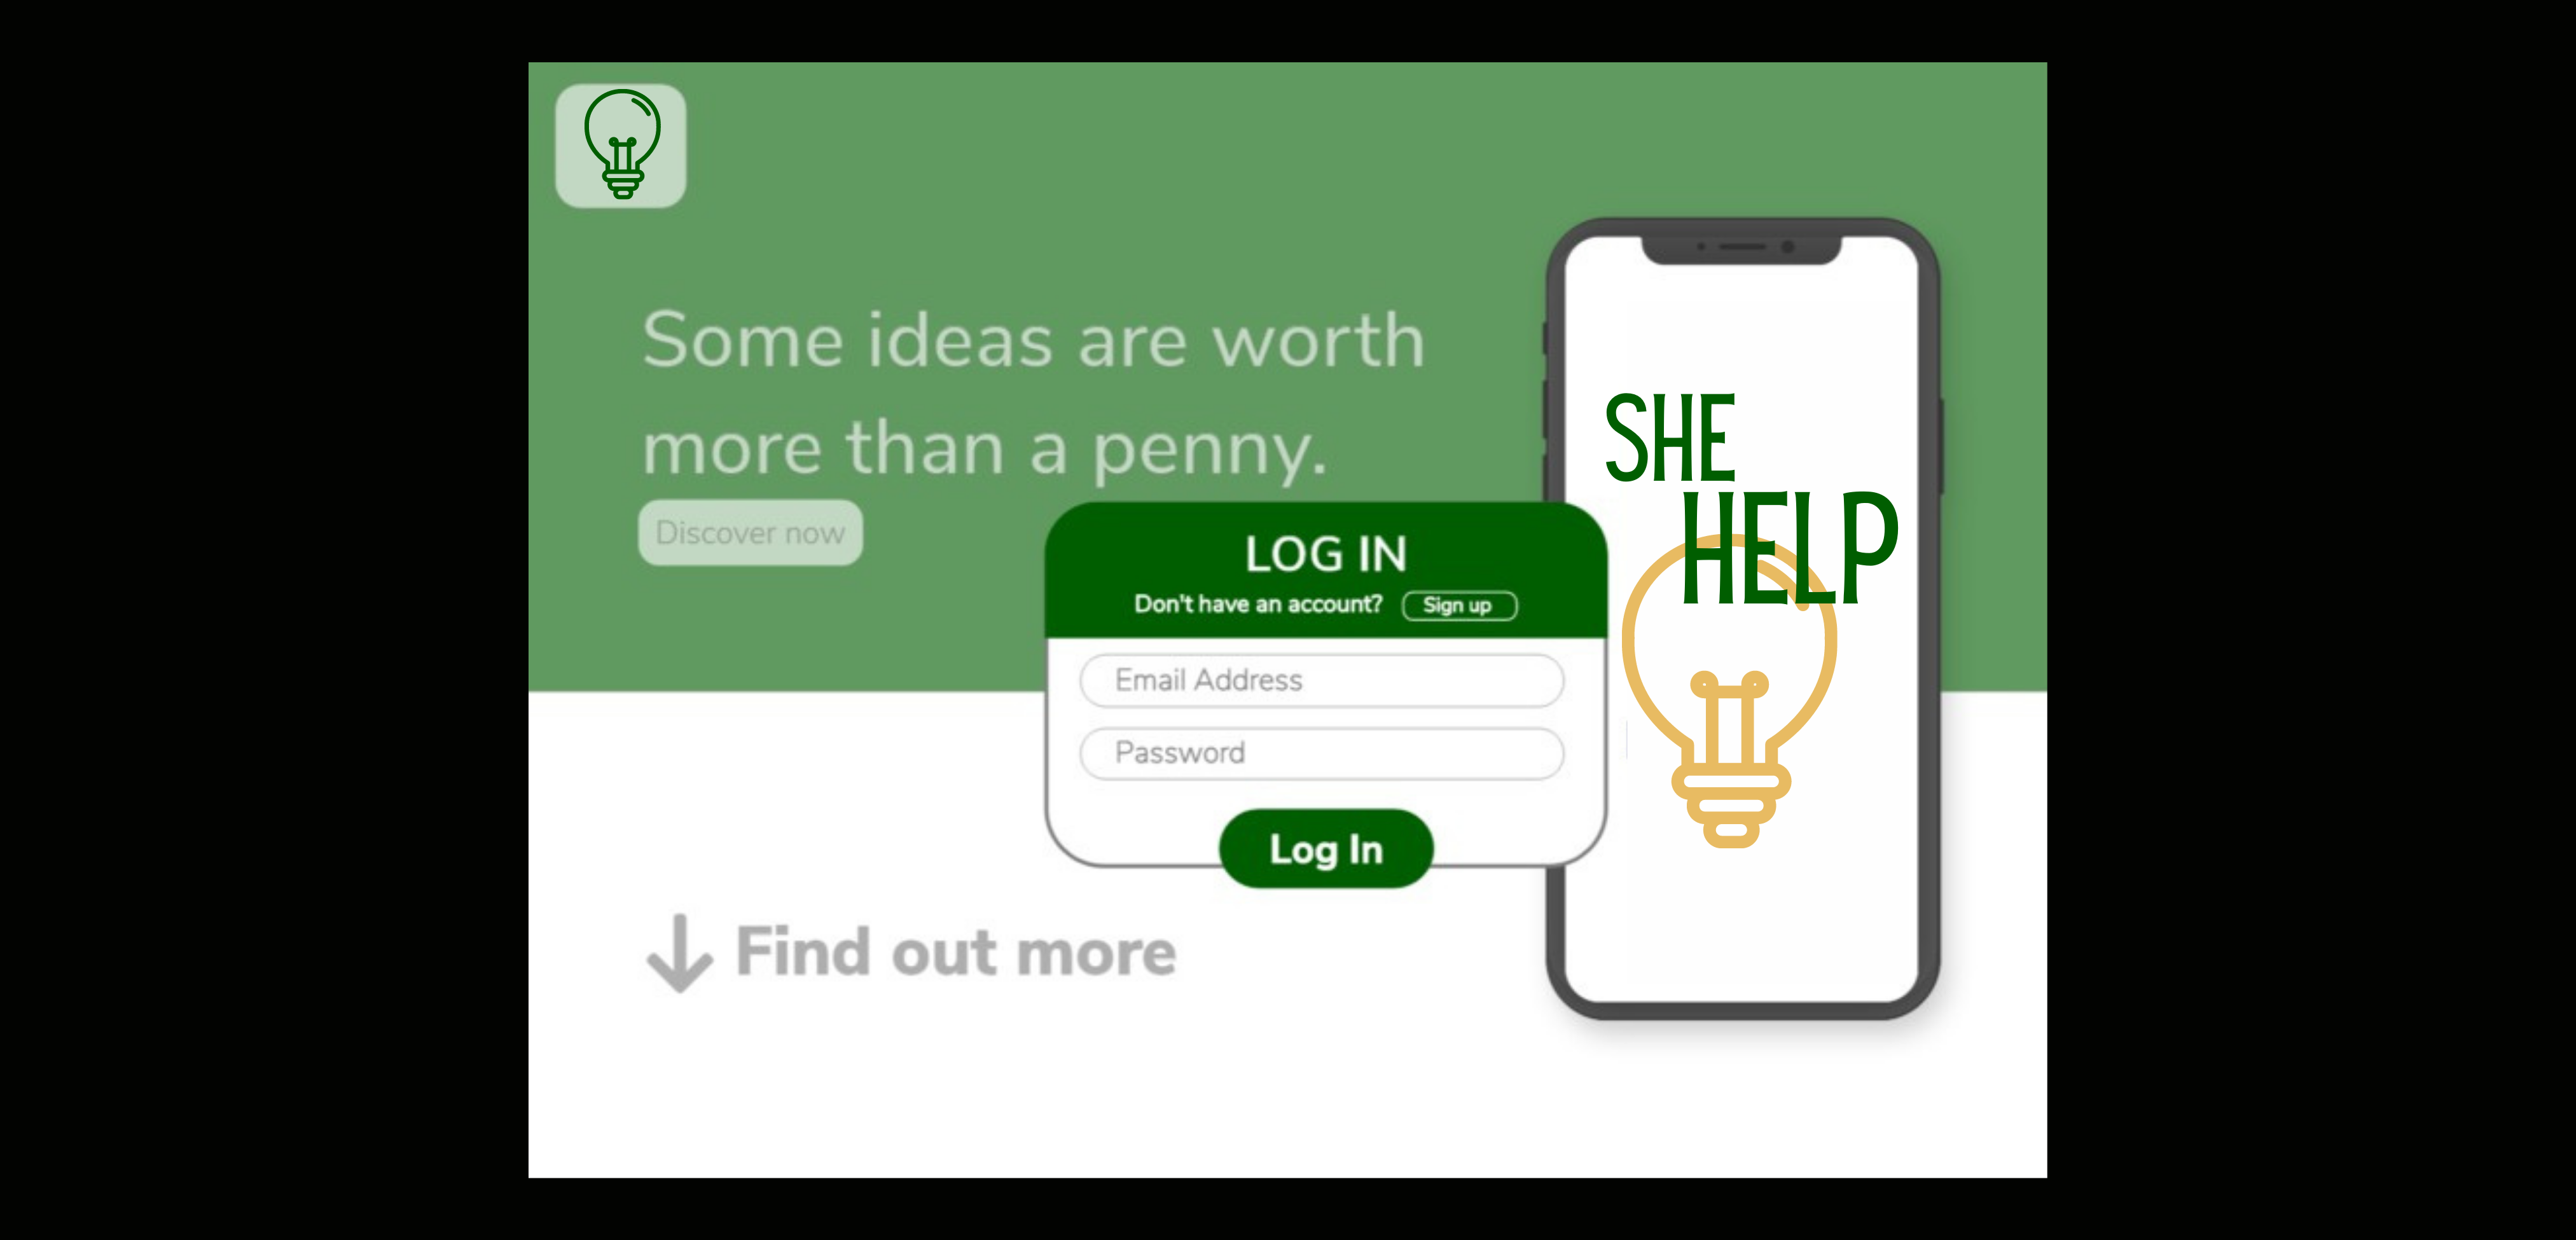 Some ideas are worth
more than a penny.
Discover now
SHE
HELP
LOG IN
Don't have an account? Sign up
Email Address
Password
Log In
Find out more